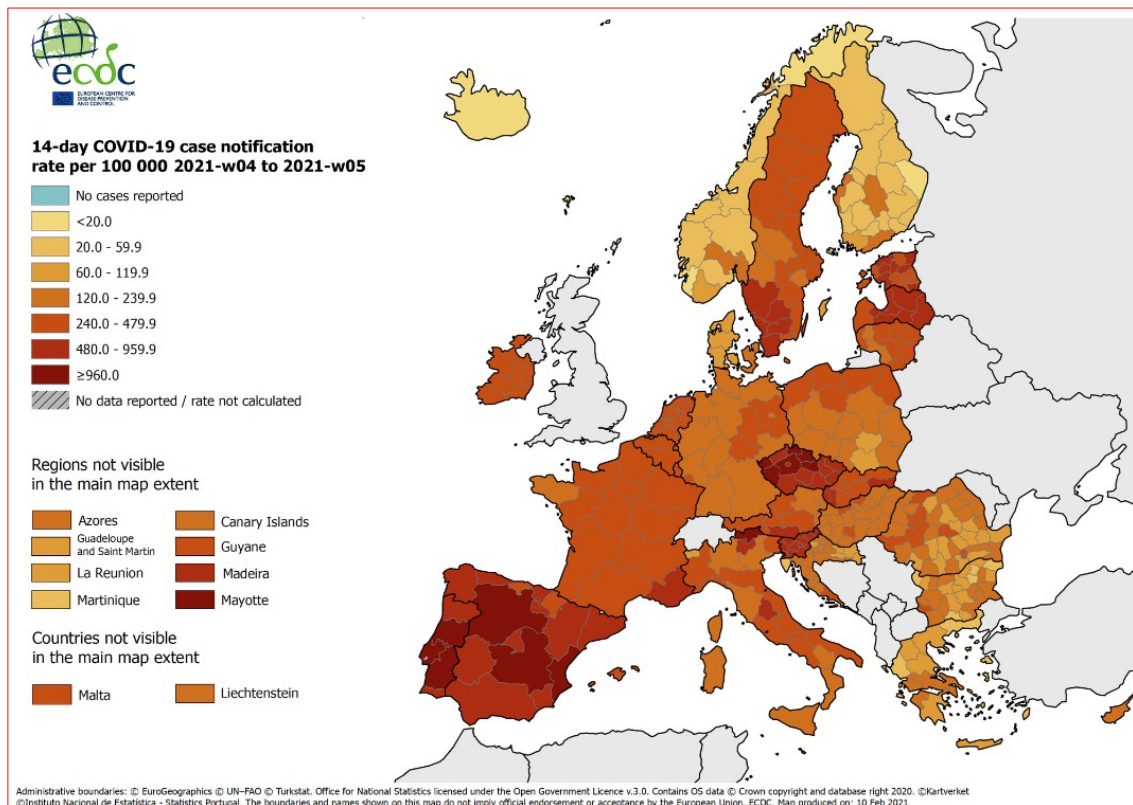 ecdc
EUROPEAN CENTRE FOR
DISEASE PREVENTION
AND CONTROL
14-day COVID-19 case notification
rate per 100 000 2021-w04 to 2021-w05
No cases reported
<20.0
20.0 - 59.9
60.0 - 119.9
120.0 - 239.9
240.0 - 479.9
480.0 - 959.9
≥960.0
No data reported / rate not calculated
Regions not visible
in the main map extent
Azores
Canary Islands
Guadeloupe
and Saint Martin
Guyane
La Reunion
Madeira
Martinique
Mayotte
Countries not visible
in the main map extent
Malta
Liechtenstein
Administrative boundaries: © EuroGeographics © UN–FAO © Turkstat. Office for National Statistics licensed under the Open Government Licence v.3.0. Contains OS data © Crown copyright and database right 2020. ©Kartverket
©Instituto Nacional de Estatística - Statistics Portugal. The boundaries and names shown on this map do not imply official endorsement or acceptance by the European Union. ECDC. Map produced on: 10 Feb 2021